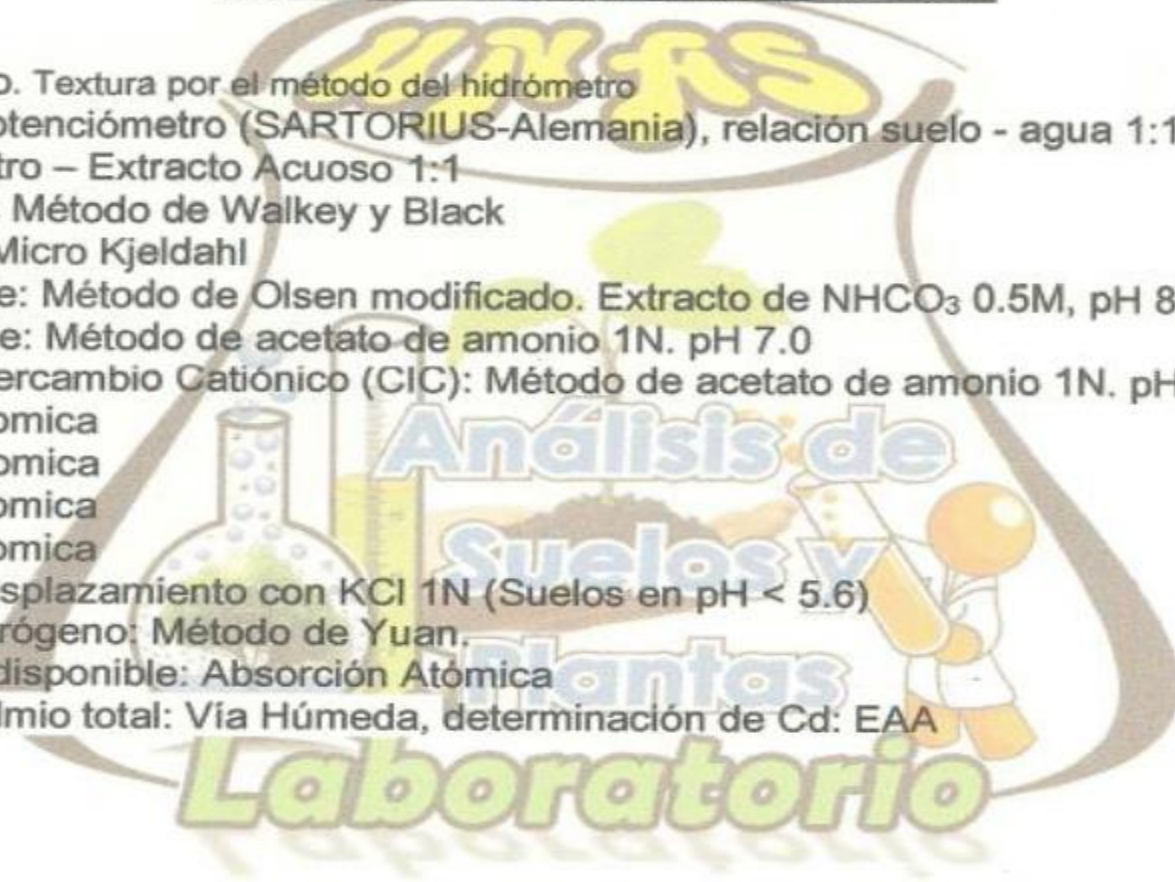 UNAS
o. Textura por el método del hidrómetro
otenciómetro (SARTORIUS-Alemania), relación suelo - agua 1:1
tro – Extracto Acuoso 1:1
Método de Walkey y Black
Micro Kjeldahl
e: Método de Olsen modificado. Extracto de NHCO₃ 0.5M, pH 8
e: Método de acetato de amonio 1N. pH 7.0
ercambio Catiónico (CIC): Método de acetato de amonio 1N. pH
omica
omica
omica
omica
splazamiento con KCl 1N (Suelos en pH < 5.6)
rógeno: Método de Yuan.
disponible: Absorción Atómica
lmio total: Vía Húmeda, determinación de Cd: EAA
Análisis de
Suelos y
Plantas
Laboratorio